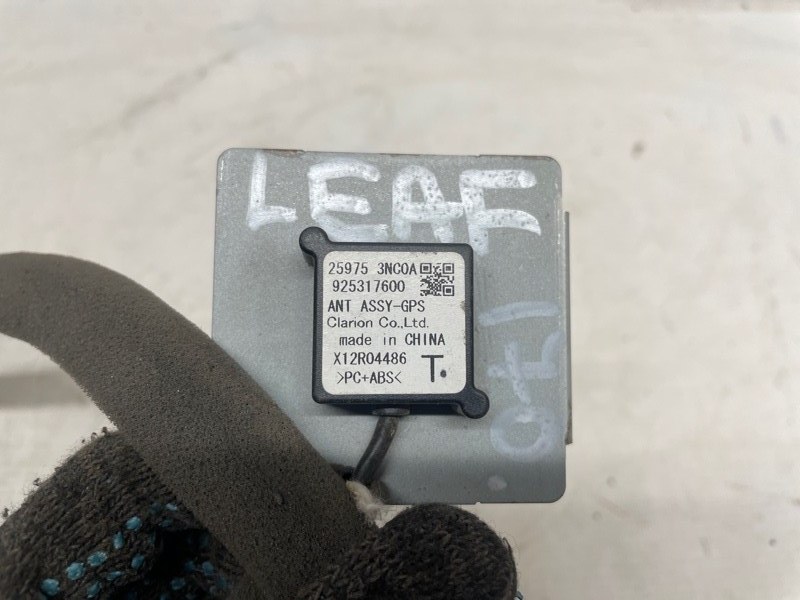 LEAF
25975 3NC0A
925317600
ANT ASSY-GPS
Clarion Co.,Ltd.
made in CHINA
X12R04486
T.
>PC+ABS<